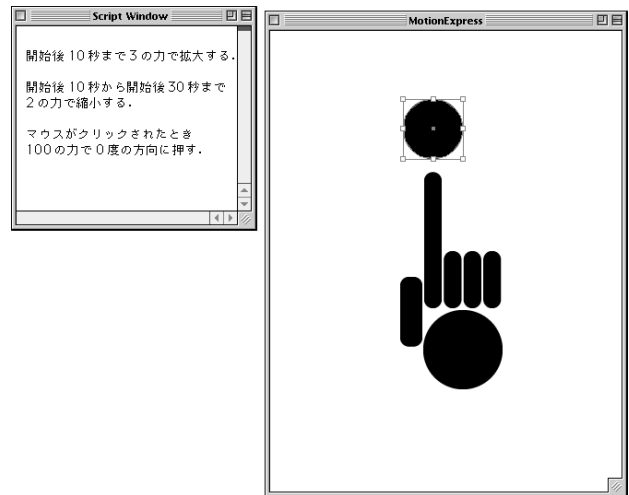 Script Window
開始後10秒まで3の力で拡大する．
開始後10秒から開始後30秒まで
2の力で縮小する．
マウスがクリックされたとき
100の力で0度の方向に押す．
MotionExpress